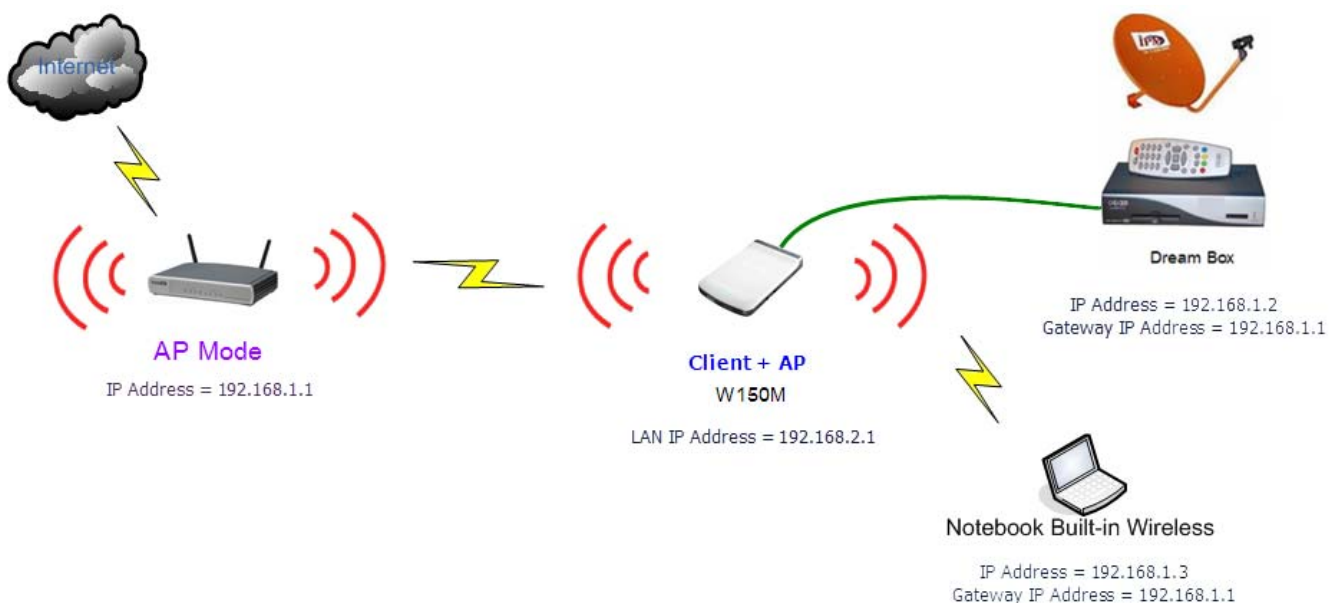 Internet
AP Mode
IP Address = 192.168.1.1
Client + AP
W150M
LAN IP Address = 192.168.2.1
Dream Box
IP Address = 192.168.1.2
Gateway IP Address = 192.168.1.1
Notebook Built-in Wireless
IP Address = 192.168.1.3
Gateway IP Address = 192.168.1.1